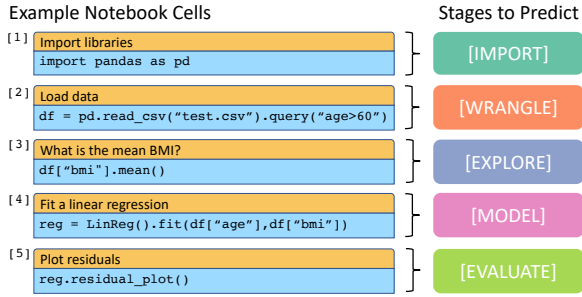 Example Notebook Cells
Stages to Predict
[1]
Import libraries
import pandas as pd
[IMPORT]
[2]
Load data
df = pd.read_csv(“test.csv”).query(“age>60”)
[WRANGLE]
[3]
What is the mean BMI?
df[“bmi"].mean()
[EXPLORE]
[4]
Fit a linear regression
reg = LinReg().fit(df[“age”],df[“bmi”])
[MODEL]
[5]
Plot residuals
reg.residual_plot()
[EVALUATE]